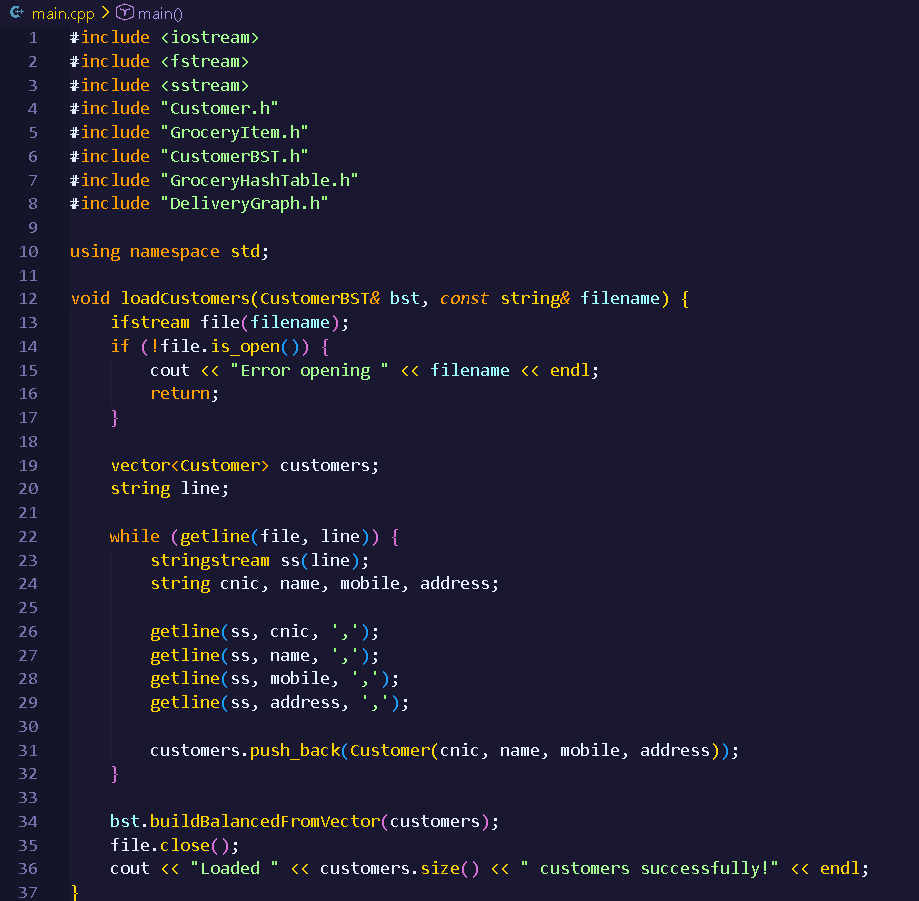 main.cpp > main()
1 #include <iostream>
2 #include <fstream>
3 #include <sstream>
4 #include "Customer.h"
5 #include "GroceryItem.h"
6 #include "CustomerBST.h"
7 #include "GroceryHashTable.h"
8 #include "DeliveryGraph.h"
9
10 using namespace std;
11
12 void loadCustomers(CustomerBST& bst, const string& filename) {
13     ifstream file(filename);
14     if (!file.is_open()) {
15         cout << "Error opening " << filename << endl;
16         return;
17     }
18
19     vector<Customer> customers;
20     string line;
21
22     while (getline(file, line)) {
23         stringstream ss(line);
24         string cnic, name, mobile, address;
25
26         getline(ss, cnic, ',');
27         getline(ss, name, ',');
28         getline(ss, mobile, ',');
29         getline(ss, address, ',');
30
31         customers.push_back(Customer(cnic, name, mobile, address));
32     }
33
34     bst.buildBalancedFromVector(customers);
35     file.close();
36     cout << "Loaded " << customers.size() << " customers successfully!" << endl;
37 }